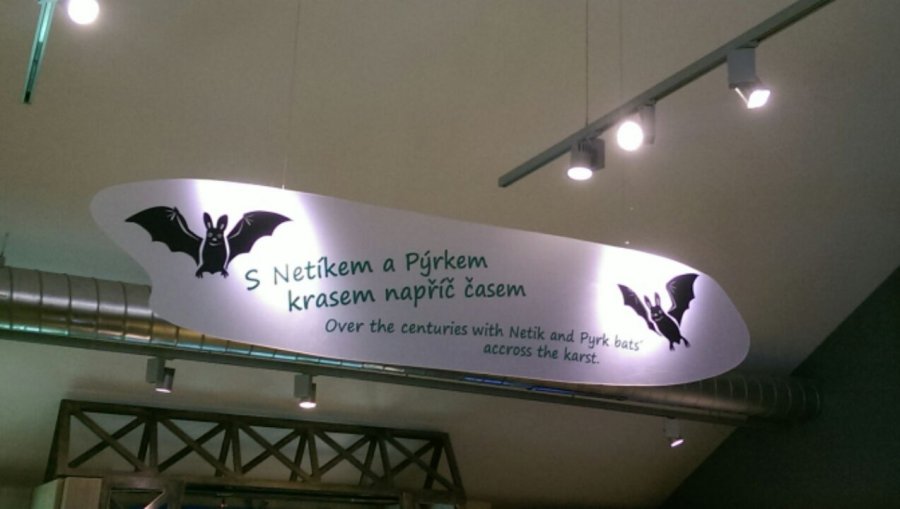 S Netíkem a Pýrkem
krasem napříč časem
Over the centuries with Netik and Pyrk bats´
accross the karst.